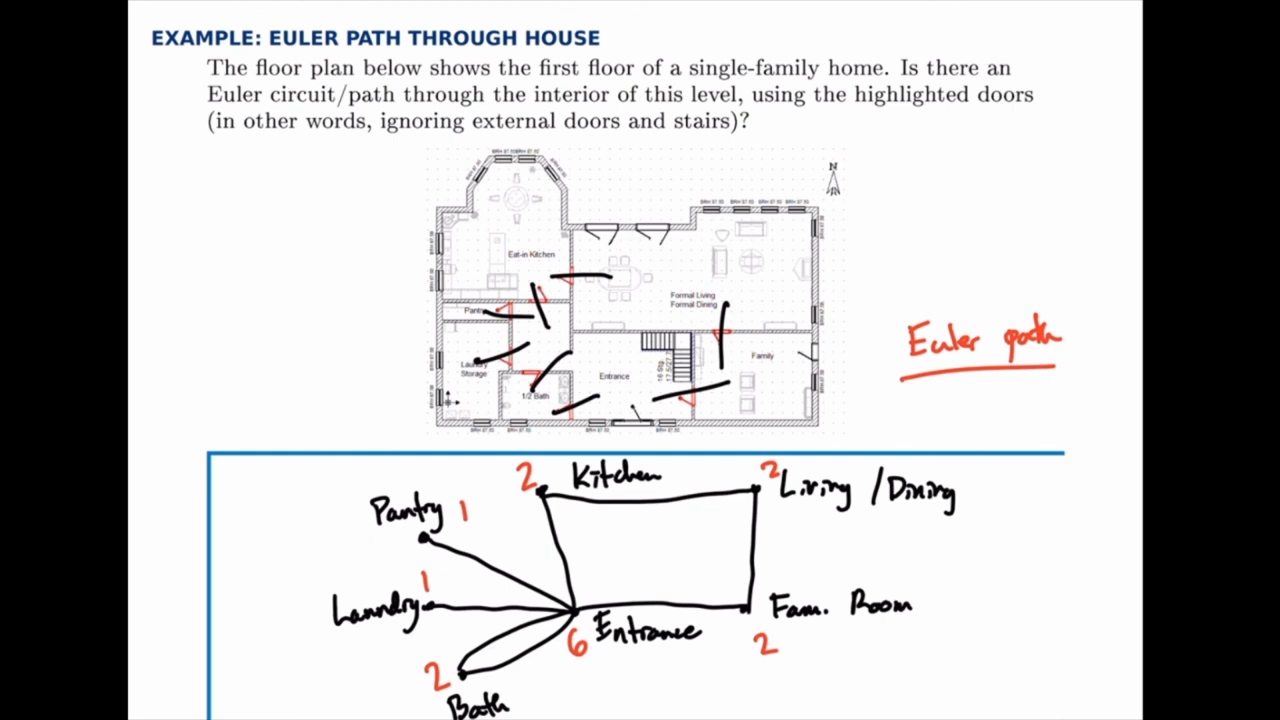 EXAMPLE: EULER PATH THROUGH HOUSE
The floor plan below shows the first floor of a single-family home. Is there an
Euler circuit/path through the interior of this level, using the highlighted doors
(in other words, ignoring external doors and stairs)?
N
Eat-in Kitchen
Formal Living
Formal Dining
Pantry
Laundry
Storage
1/2 Bath
Entrance
Family
Euler path
2 Kitchen
2 Living / Dining
Pantry 1
1
Laundry
6 Entrance
Fam. Room
2
2
Bath